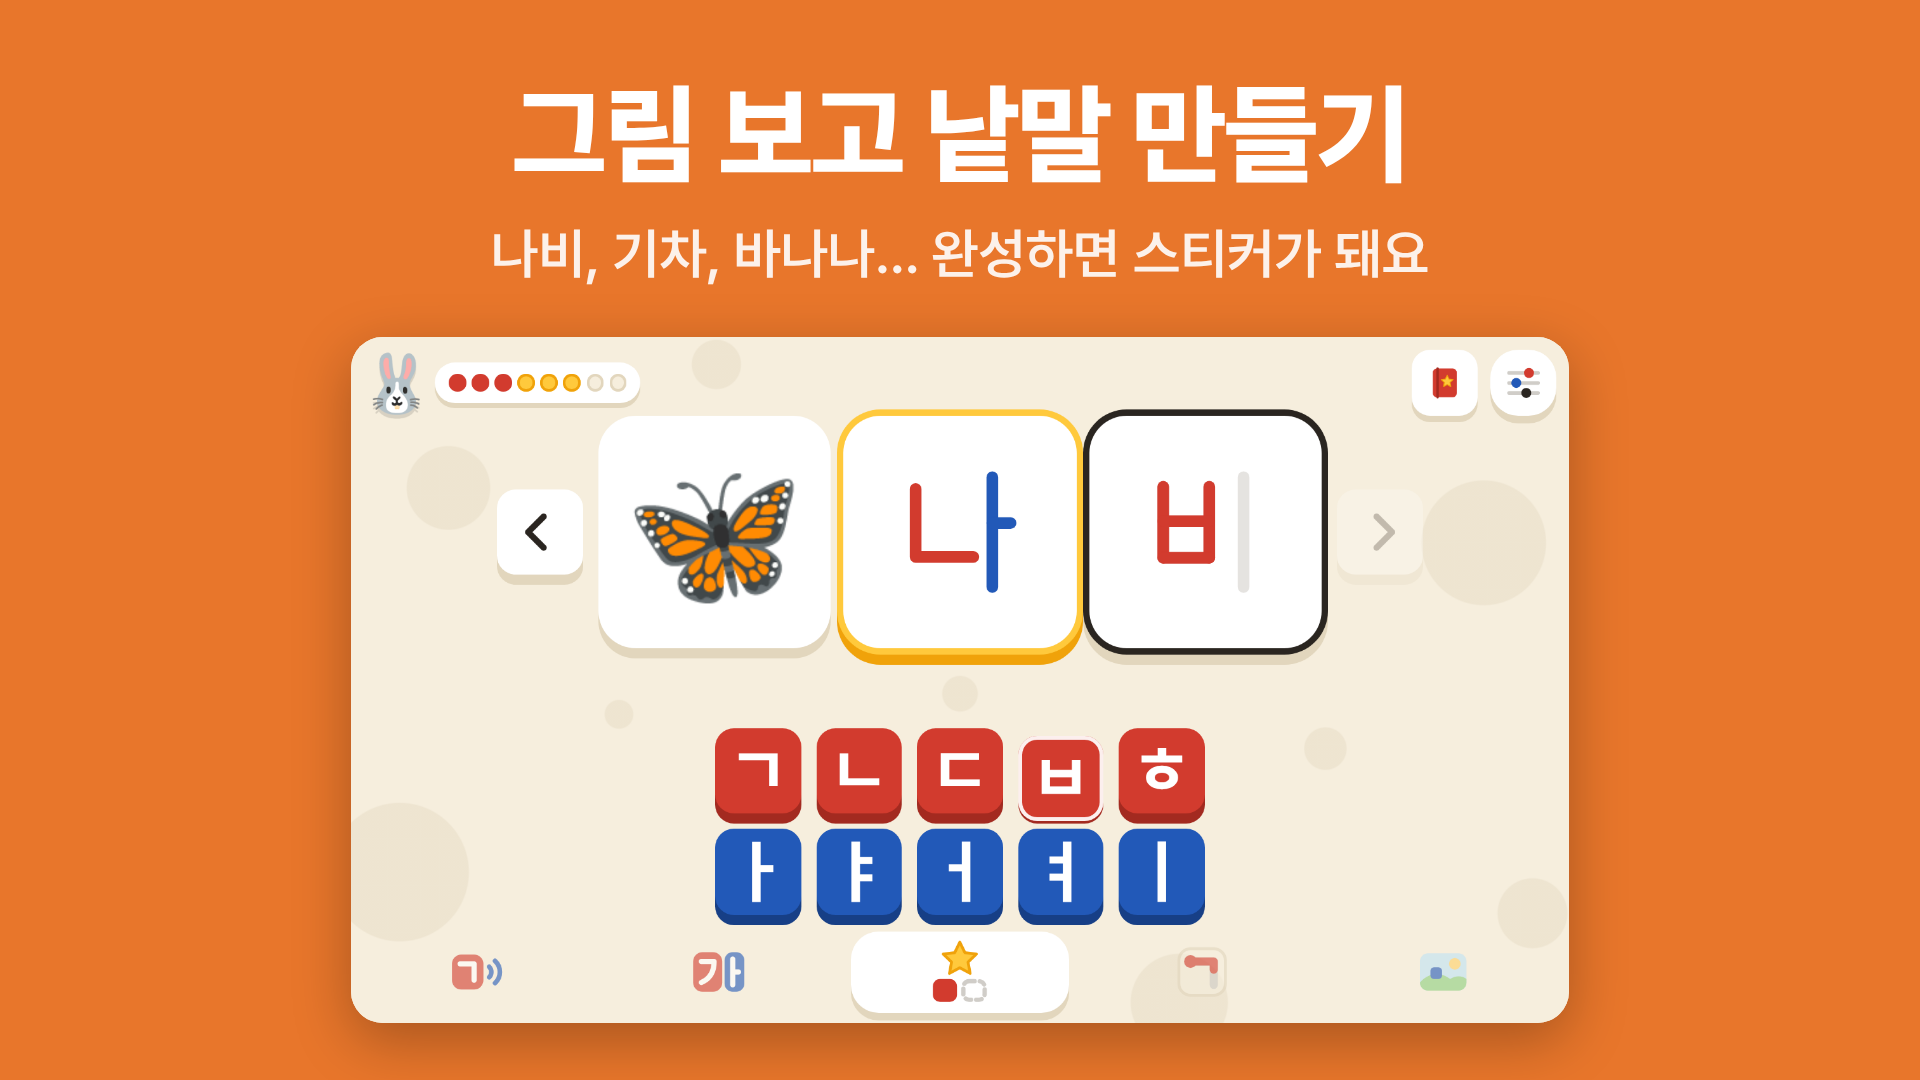 그림 보고 낱말 만들기
나비, 기차, 바나나... 완성하면 스티커가 돼요
나 비
ㄱ ㄴ ㄷ ㅂ ㅎ
ㅏ ㅑ ㅓ ㅕ ㅣ
ㄱ 가 ㄱ